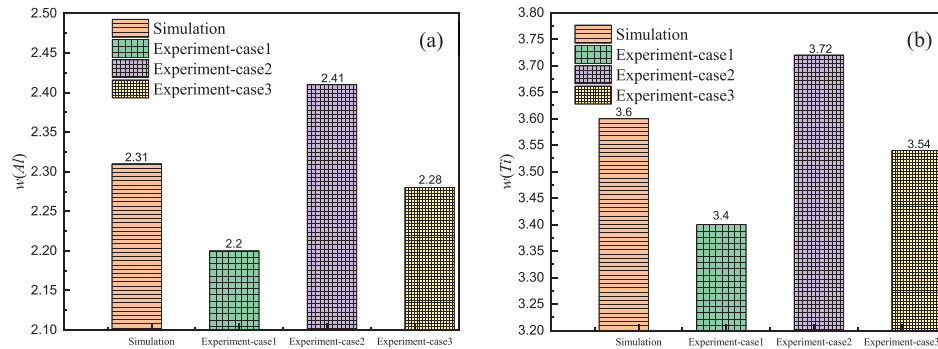 2.50
2.45
2.40
2.35
2.30
2.25
2.20
2.15
2.10
w(Al)
Simulation
Experiment-case1
Experiment-case2
Experiment-case3
(a)
2.31
2.2
2.41
2.28
Simulation
Experiment-case1
Experiment-case2
Experiment-case3
3.80
3.75
3.70
3.65
3.60
3.55
3.50
3.45
3.40
3.35
3.30
3.25
3.20
w(Ti)
Simulation
Experiment-case1
Experiment-case2
Experiment-case3
(b)
3.6
3.4
3.72
3.54
Simulation
Experiment-case1
Experiment-case2
Experiment-case3